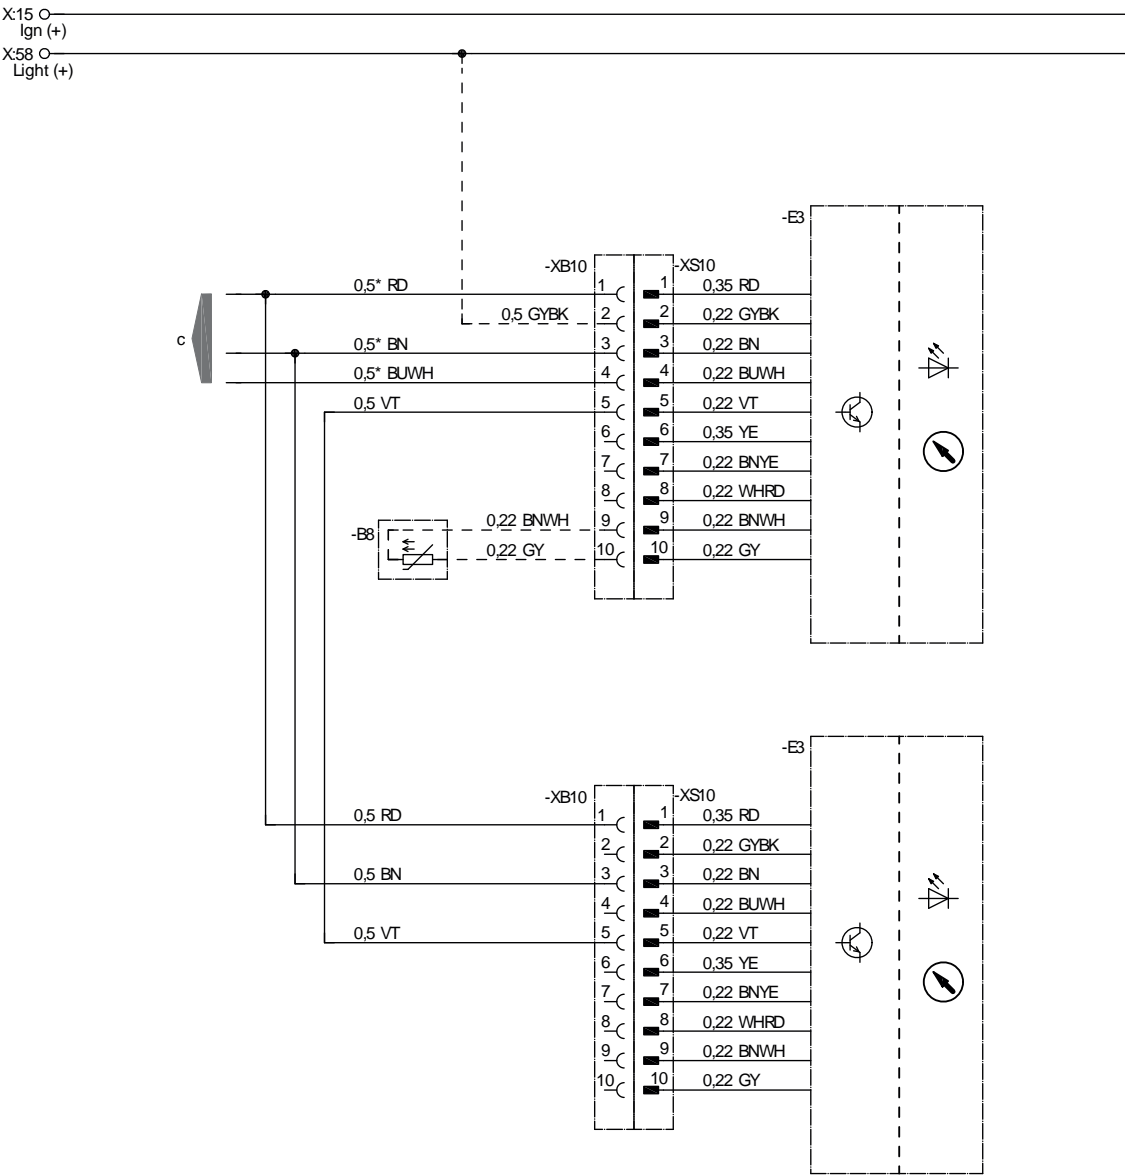 X:15
Ign (+)
X:58
Light (+)
-E3
-XB10
-XS10
1 1
0,5* RD
0,35 RD
2 2
0,5 GYBK
0,22 GYBK
3 3
0,5* BN
0,22 BN
c
4 4
0,5* BUWH
0,22 BUWH
5 5
0,5 VT
0,22 VT
6 6
0,35 YE
7 7
0,22 BNYE
8 8
0,22 WHRD
-B8
9 9
0,22 BNWH
0,22 BNWH
10 10
0,22 GY
0,22 GY
-E3
-XB10
-XS10
1 1
0,5 RD
0,35 RD
2 2
0,22 GYBK
3 3
0,5 BN
0,22 BN
4 4
0,22 BUWH
5 5
0,5 VT
0,22 VT
6 6
0,35 YE
7 7
0,22 BNYE
8 8
0,22 WHRD
9 9
0,22 BNWH
10 10
0,22 GY